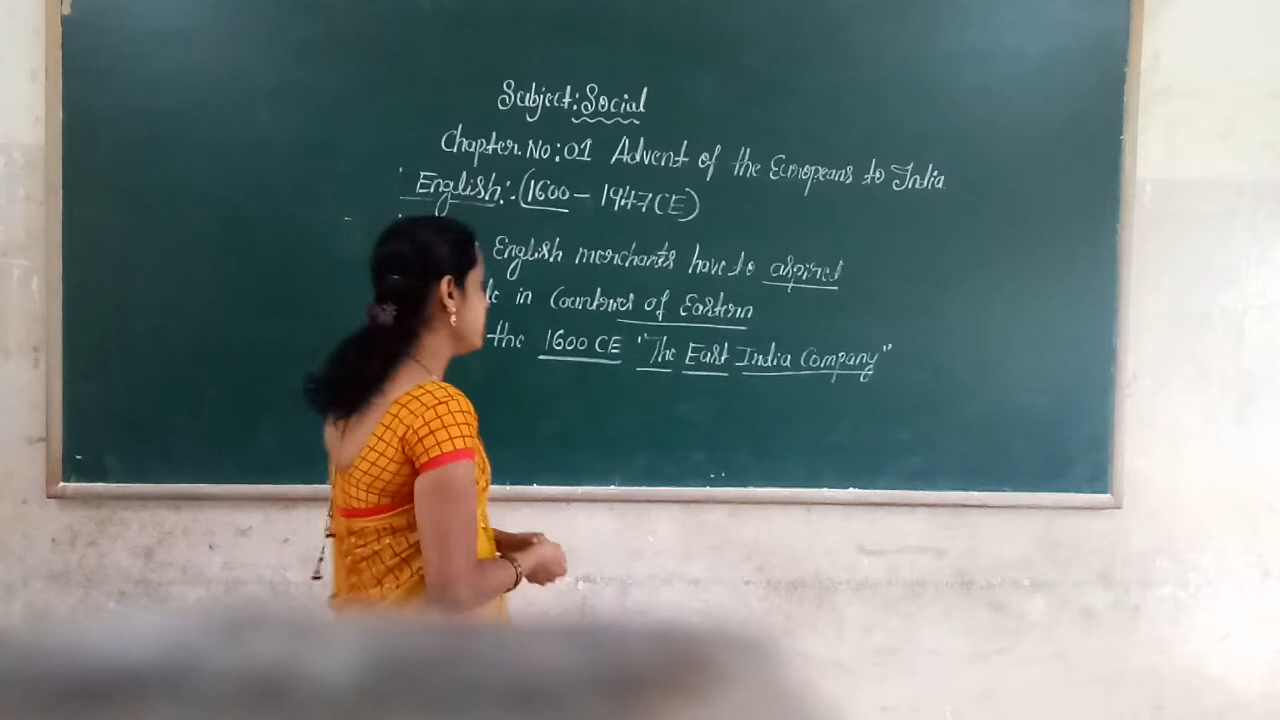 Subject: Social
Chapter. No: 01 Advent of the Europeans to India
English:- (1600 - 1947 CE)
English merchants have to aspired
in Countries of Eastern
the 1600 CE "The East India Company"